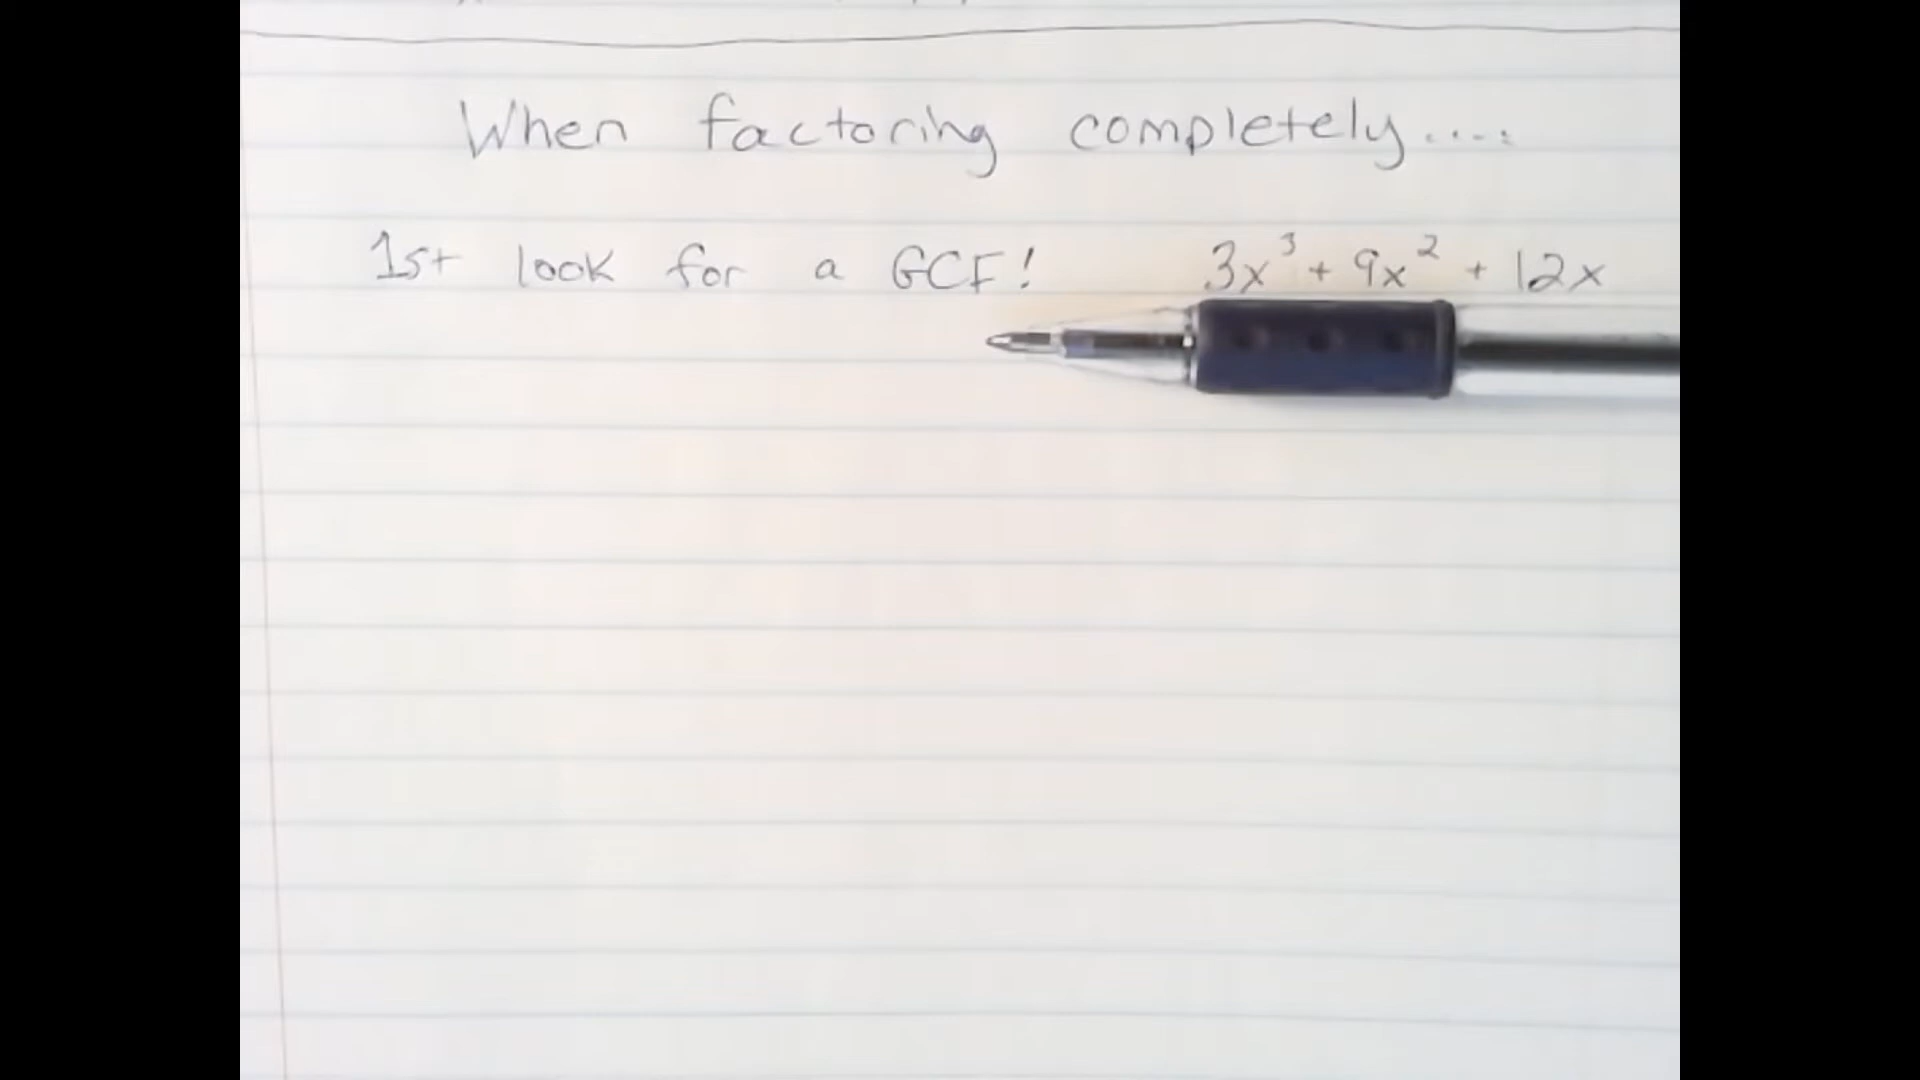 When factoring completely....
1st look for a GCF! 3x³ + 9x² + 12x